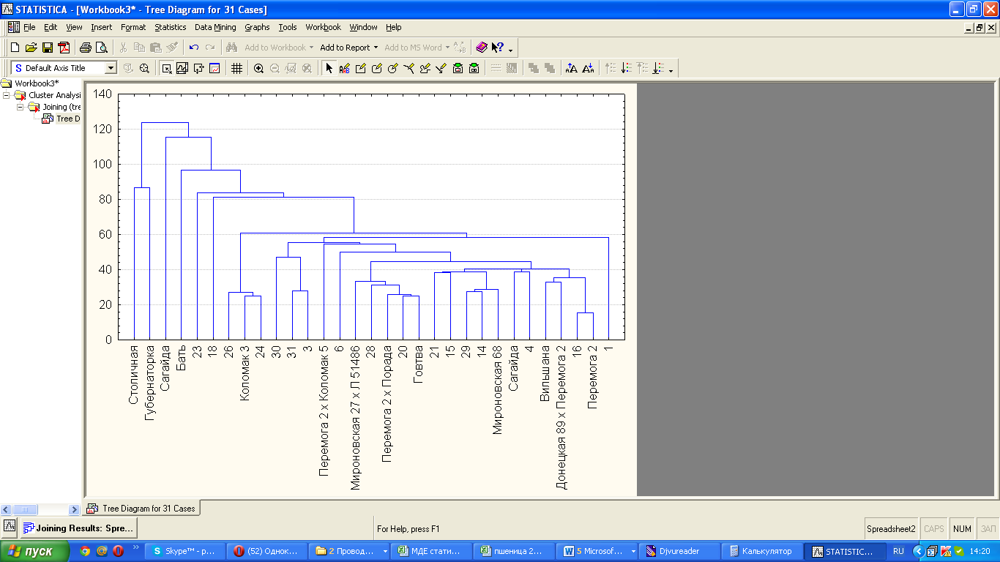 STATISTICA - [Workbook3* - Tree Diagram for 31 Cases]
File Edit View Insert Format Statistics Data Mining Graphs Tools Workbook Window Help
Add to Workbook Add to Report Add to MS Word
S Default Axis Title
Workbook3*
Cluster Analysi
Joining (tre
Tree D
140
120
100
80
60
40
20
0
Столичная
Губернаторка
Сагайда
Бать
23
18
26
Коломак 3
24
30
31
3
Перемога 2 х Коломак 5
6
Мироновская 27 х Л 51486
28
Перемога 2 х Порада
20
Говтва
21
15
29
14
Мироновская 68
Сагайда
4
Вильшана
Донецкая 89 х Перемога 2
16
Перемога 2
1
Tree Diagram for 31 Cases
Joining Results: Spre...
For Help, press F1
Spreadsheet2 CAPS NUM ЗАП
пуск
Skype™ - p...
(52) Однок...
2 Провод...
МДЕ стати...
пшеница 2...
5 Microsof...
Djvureader
Калькулятор
STATISTIC...
RU
14:20